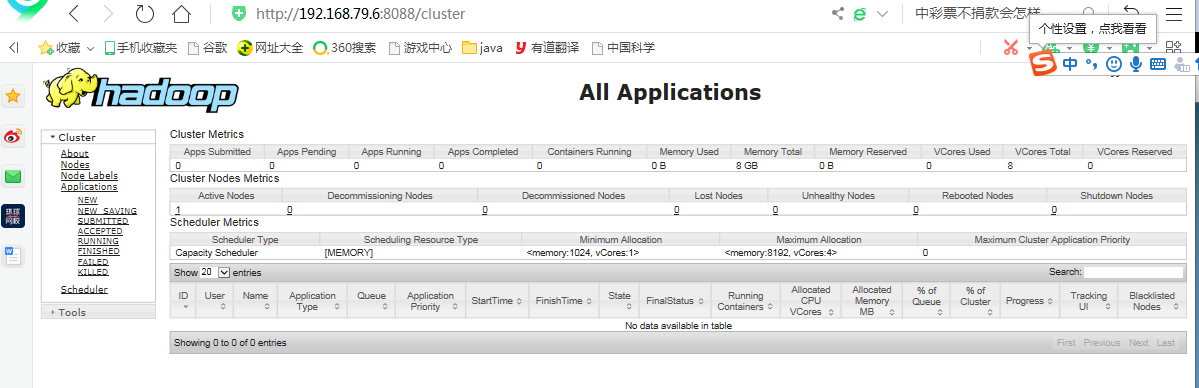 http://192.168.79.6:8088/cluster
中彩票不捐款会怎样
个性设置，点我看看
收藏 手机收藏夹 谷歌 网址大全 360搜索 游戏中心 java 有道翻译 中国科学
中
hadoop
All Applications
Cluster
About
Nodes
Node Labels
Applications
NEW
NEW_SAVING
SUBMITTED
ACCEPTED
RUNNING
FINISHED
FAILED
KILLED
Scheduler
Tools
Cluster Metrics
Apps Submitted Apps Pending Apps Running Apps Completed Containers Running Memory Used Memory Total Memory Reserved VCores Used VCores Total VCores Reserved
0 0 0 0 0 0 B 8 GB 0 B 0 8 0
Cluster Nodes Metrics
Active Nodes Decommissioning Nodes Decommissioned Nodes Lost Nodes Unhealthy Nodes Rebooted Nodes Shutdown Nodes
1 0 0 0 0 0 0
Scheduler Metrics
Scheduler Type Scheduling Resource Type Minimum Allocation Maximum Allocation Maximum Cluster Application Priority
Capacity Scheduler [MEMORY] <memory:1024, vCores:1> <memory:8192, vCores:4> 0
Show 20 entries Search:
ID User Name Application Type Queue Application Priority StartTime FinishTime State FinalStatus Running Containers Allocated CPU VCores Allocated Memory MB % of Queue % of Cluster Progress Tracking UI Blacklisted Nodes
No data available in table
Showing 0 to 0 of 0 entries First Previous Next Last